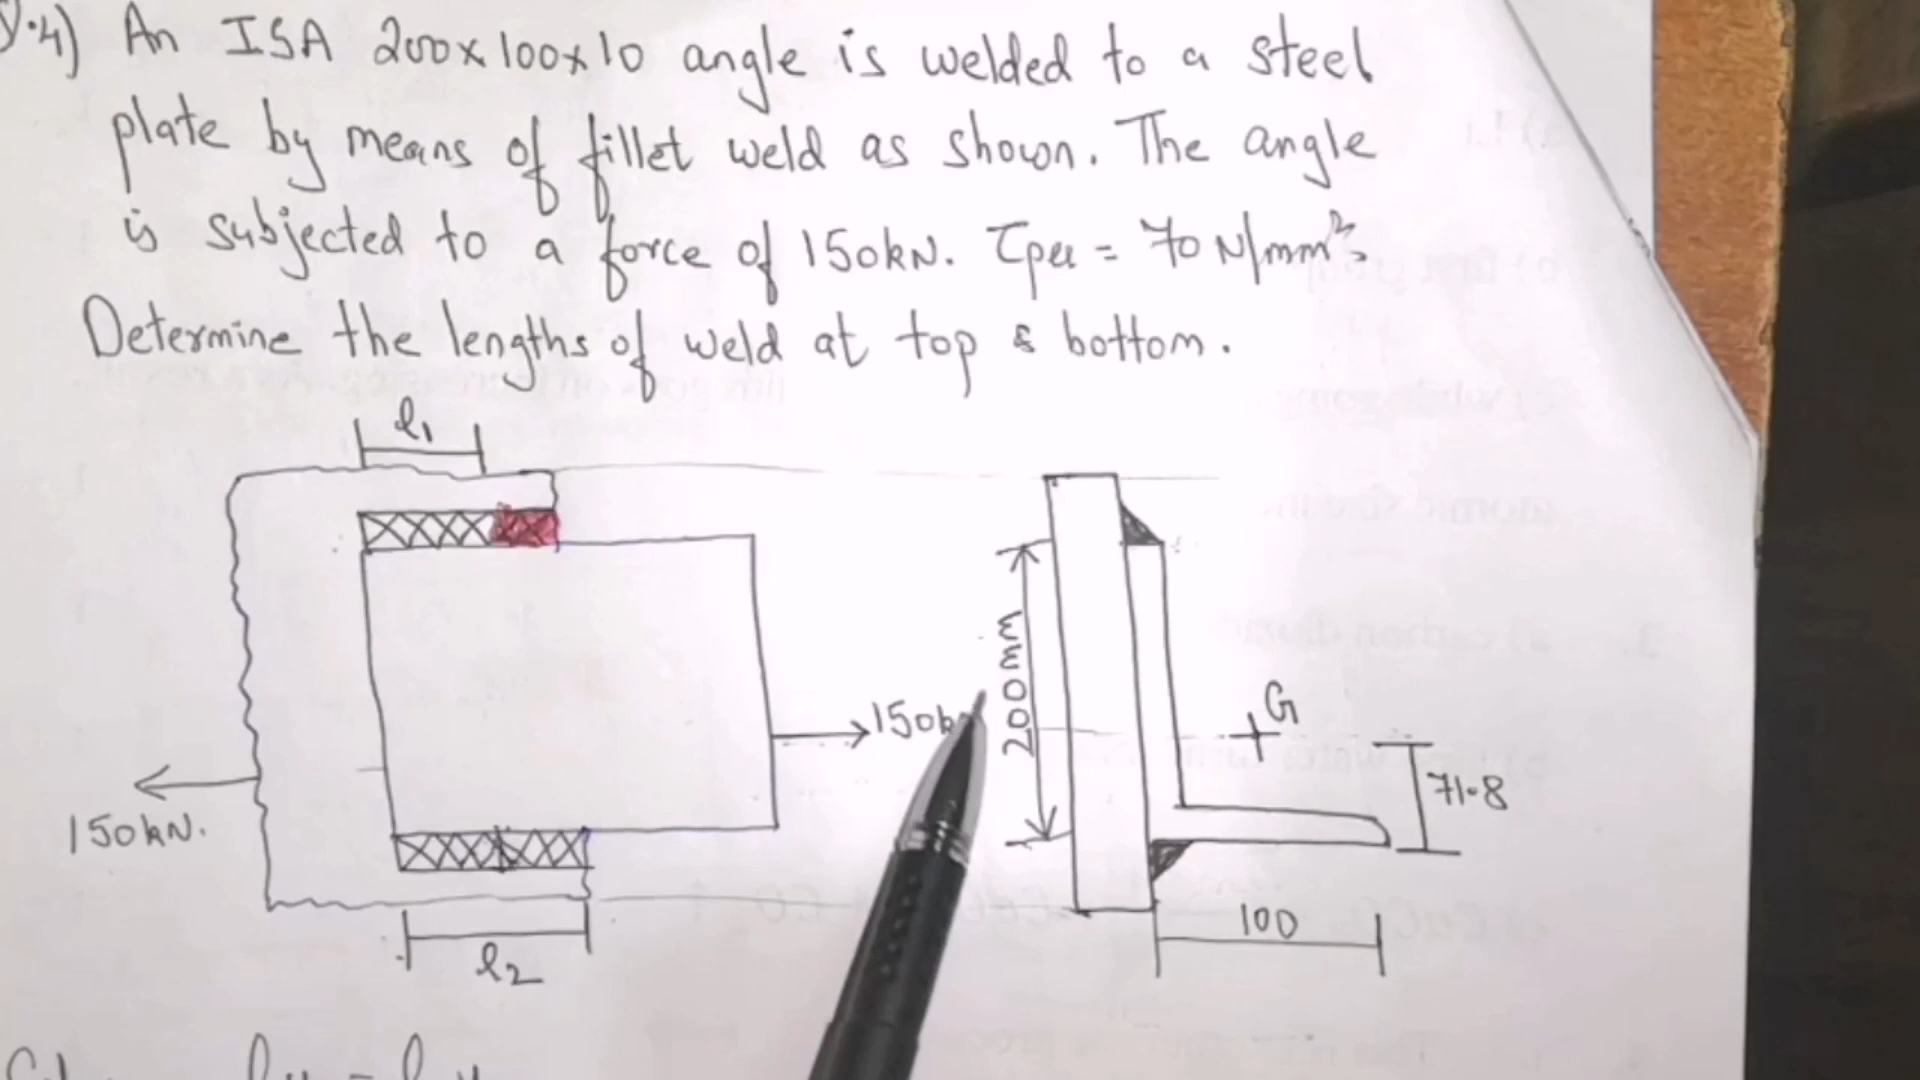 4) An ISA 200x100x10 angle is welded to a steel
plate by means of fillet weld as shown. The angle
is subjected to a force of 150kN. τper = 70 N/mm².
Determine the lengths of weld at top & bottom.
l1
200mm
G
150k
71.8
150kN.
100
l2